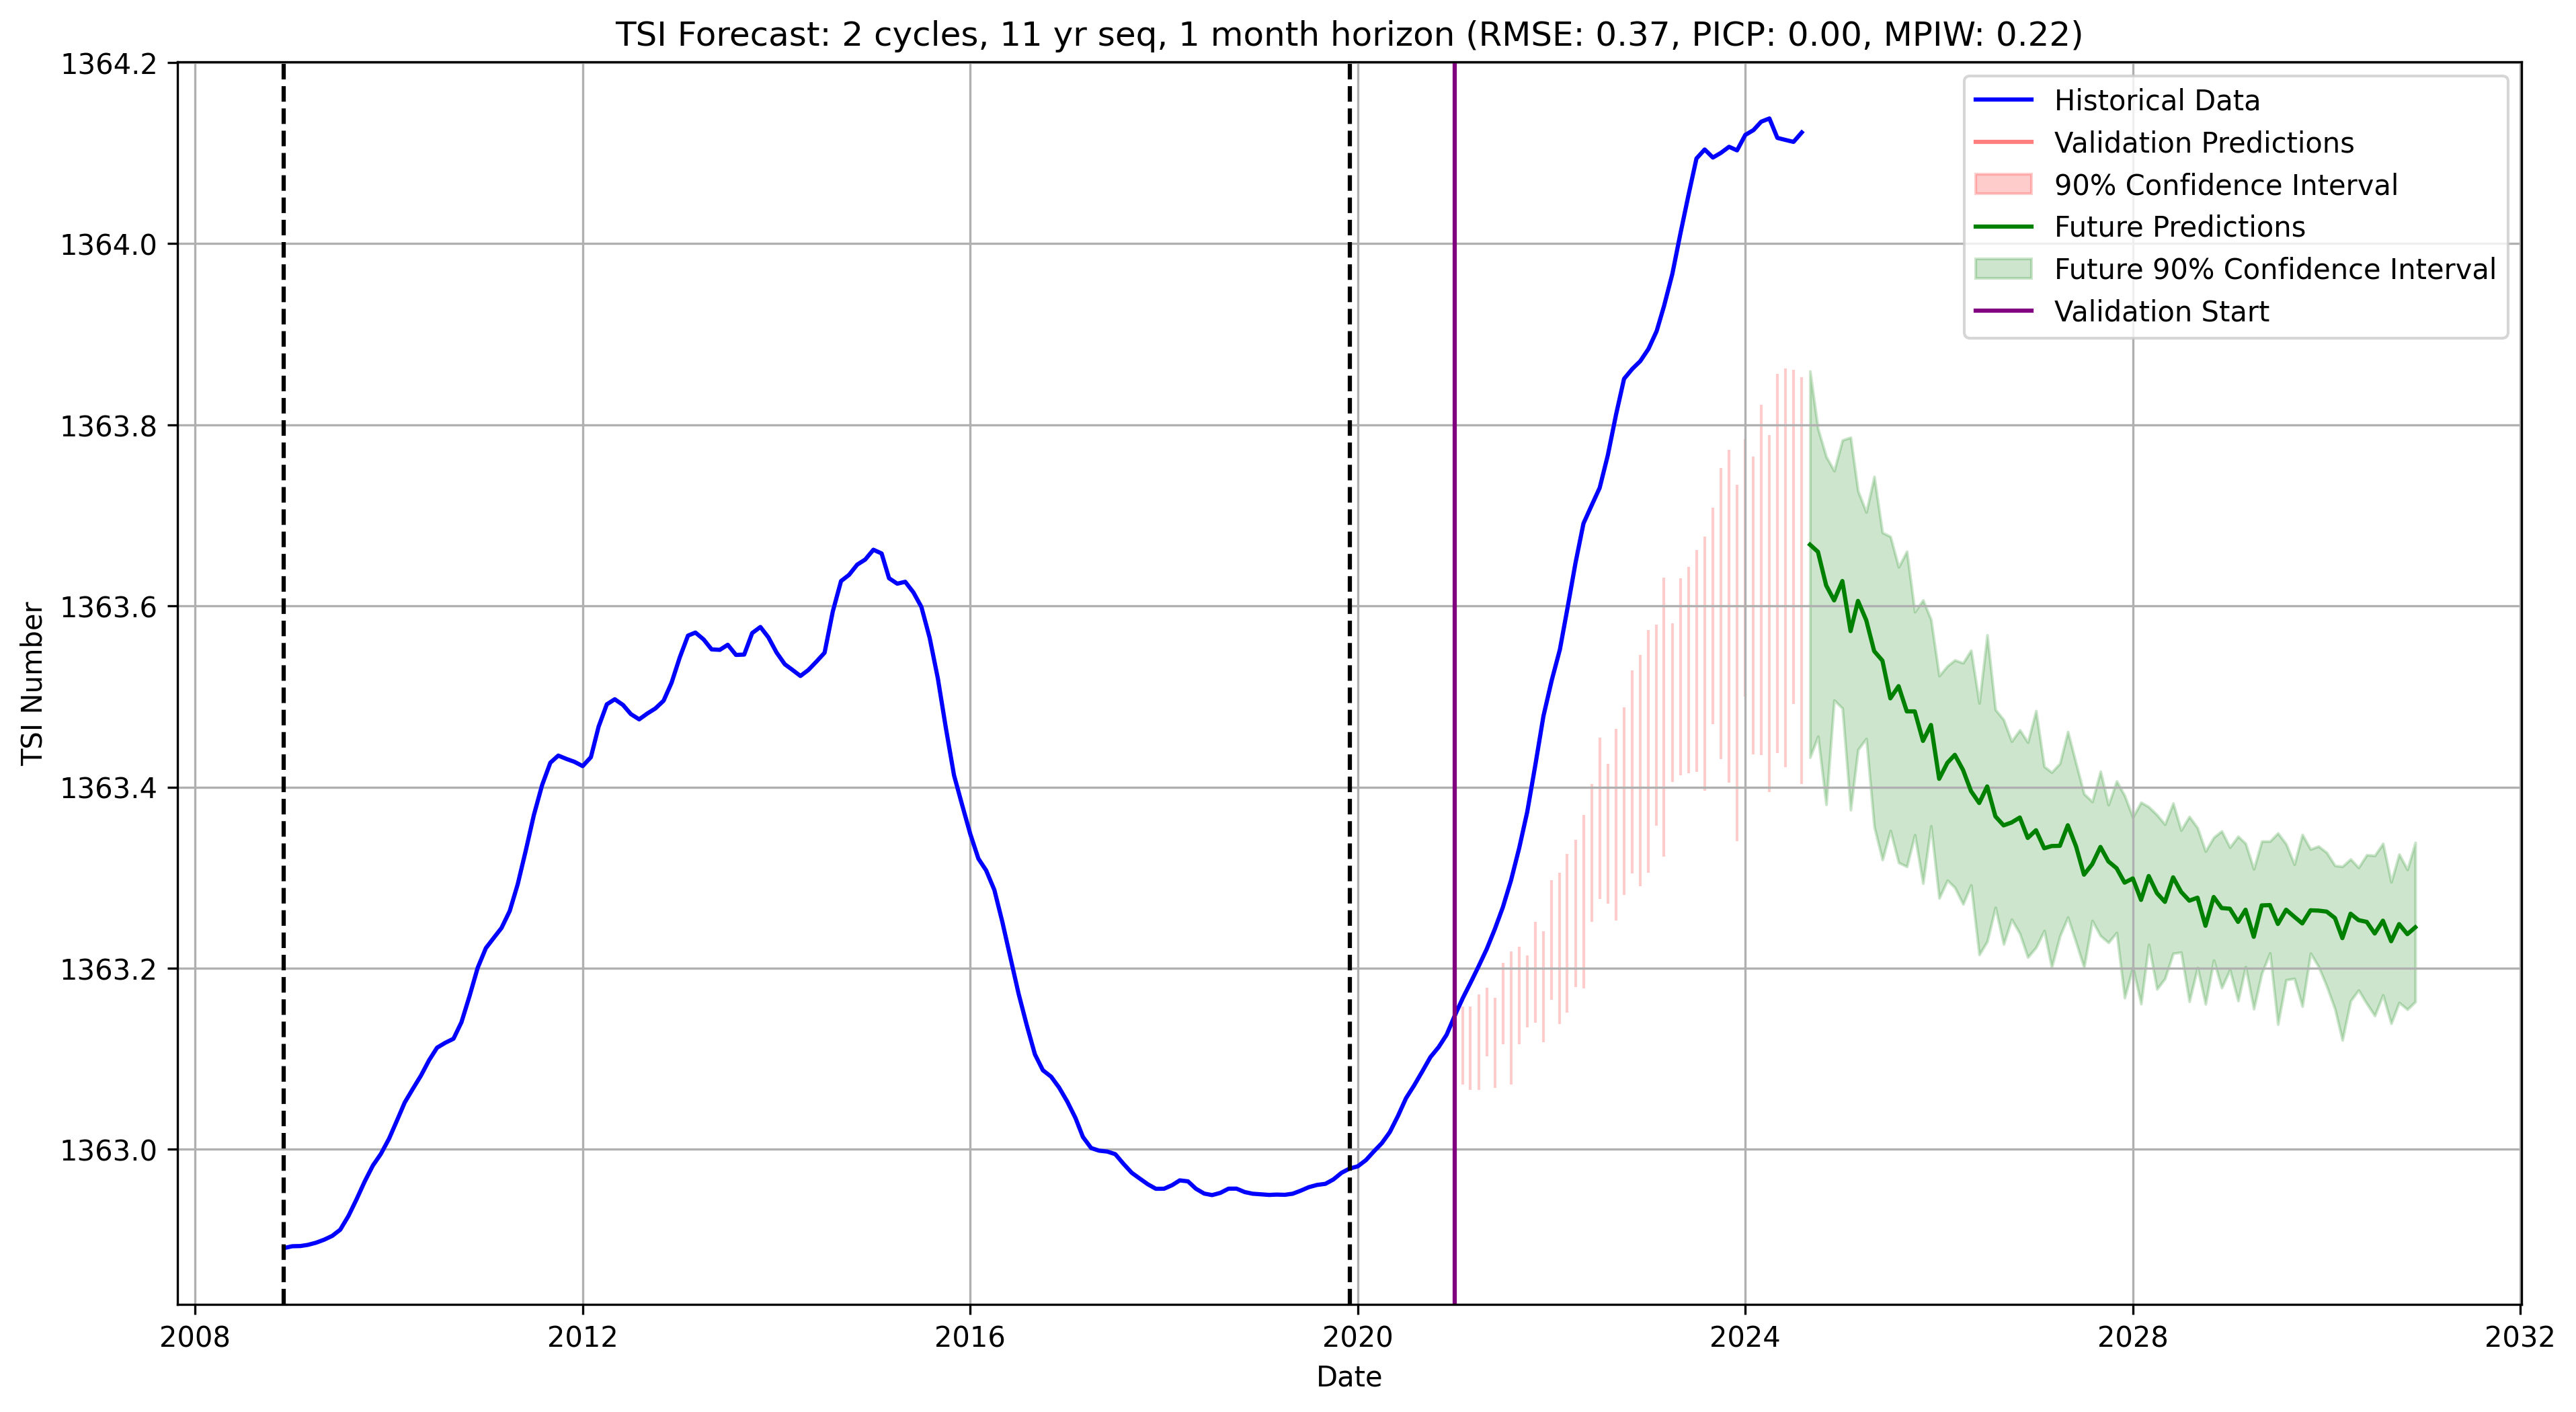 TSI Forecast: 2 cycles, 11 yr seq, 1 month horizon (RMSE: 0.37, PICP: 0.00, MPIW: 0.22)
Historical Data
Validation Predictions
90% Confidence Interval
Future Predictions
Future 90% Confidence Interval
Validation Start
TSI Number
1364.2
1364.0
1363.8
1363.6
1363.4
1363.2
1363.0
2008 2012 2016 2020 2024 2028 2032
Date